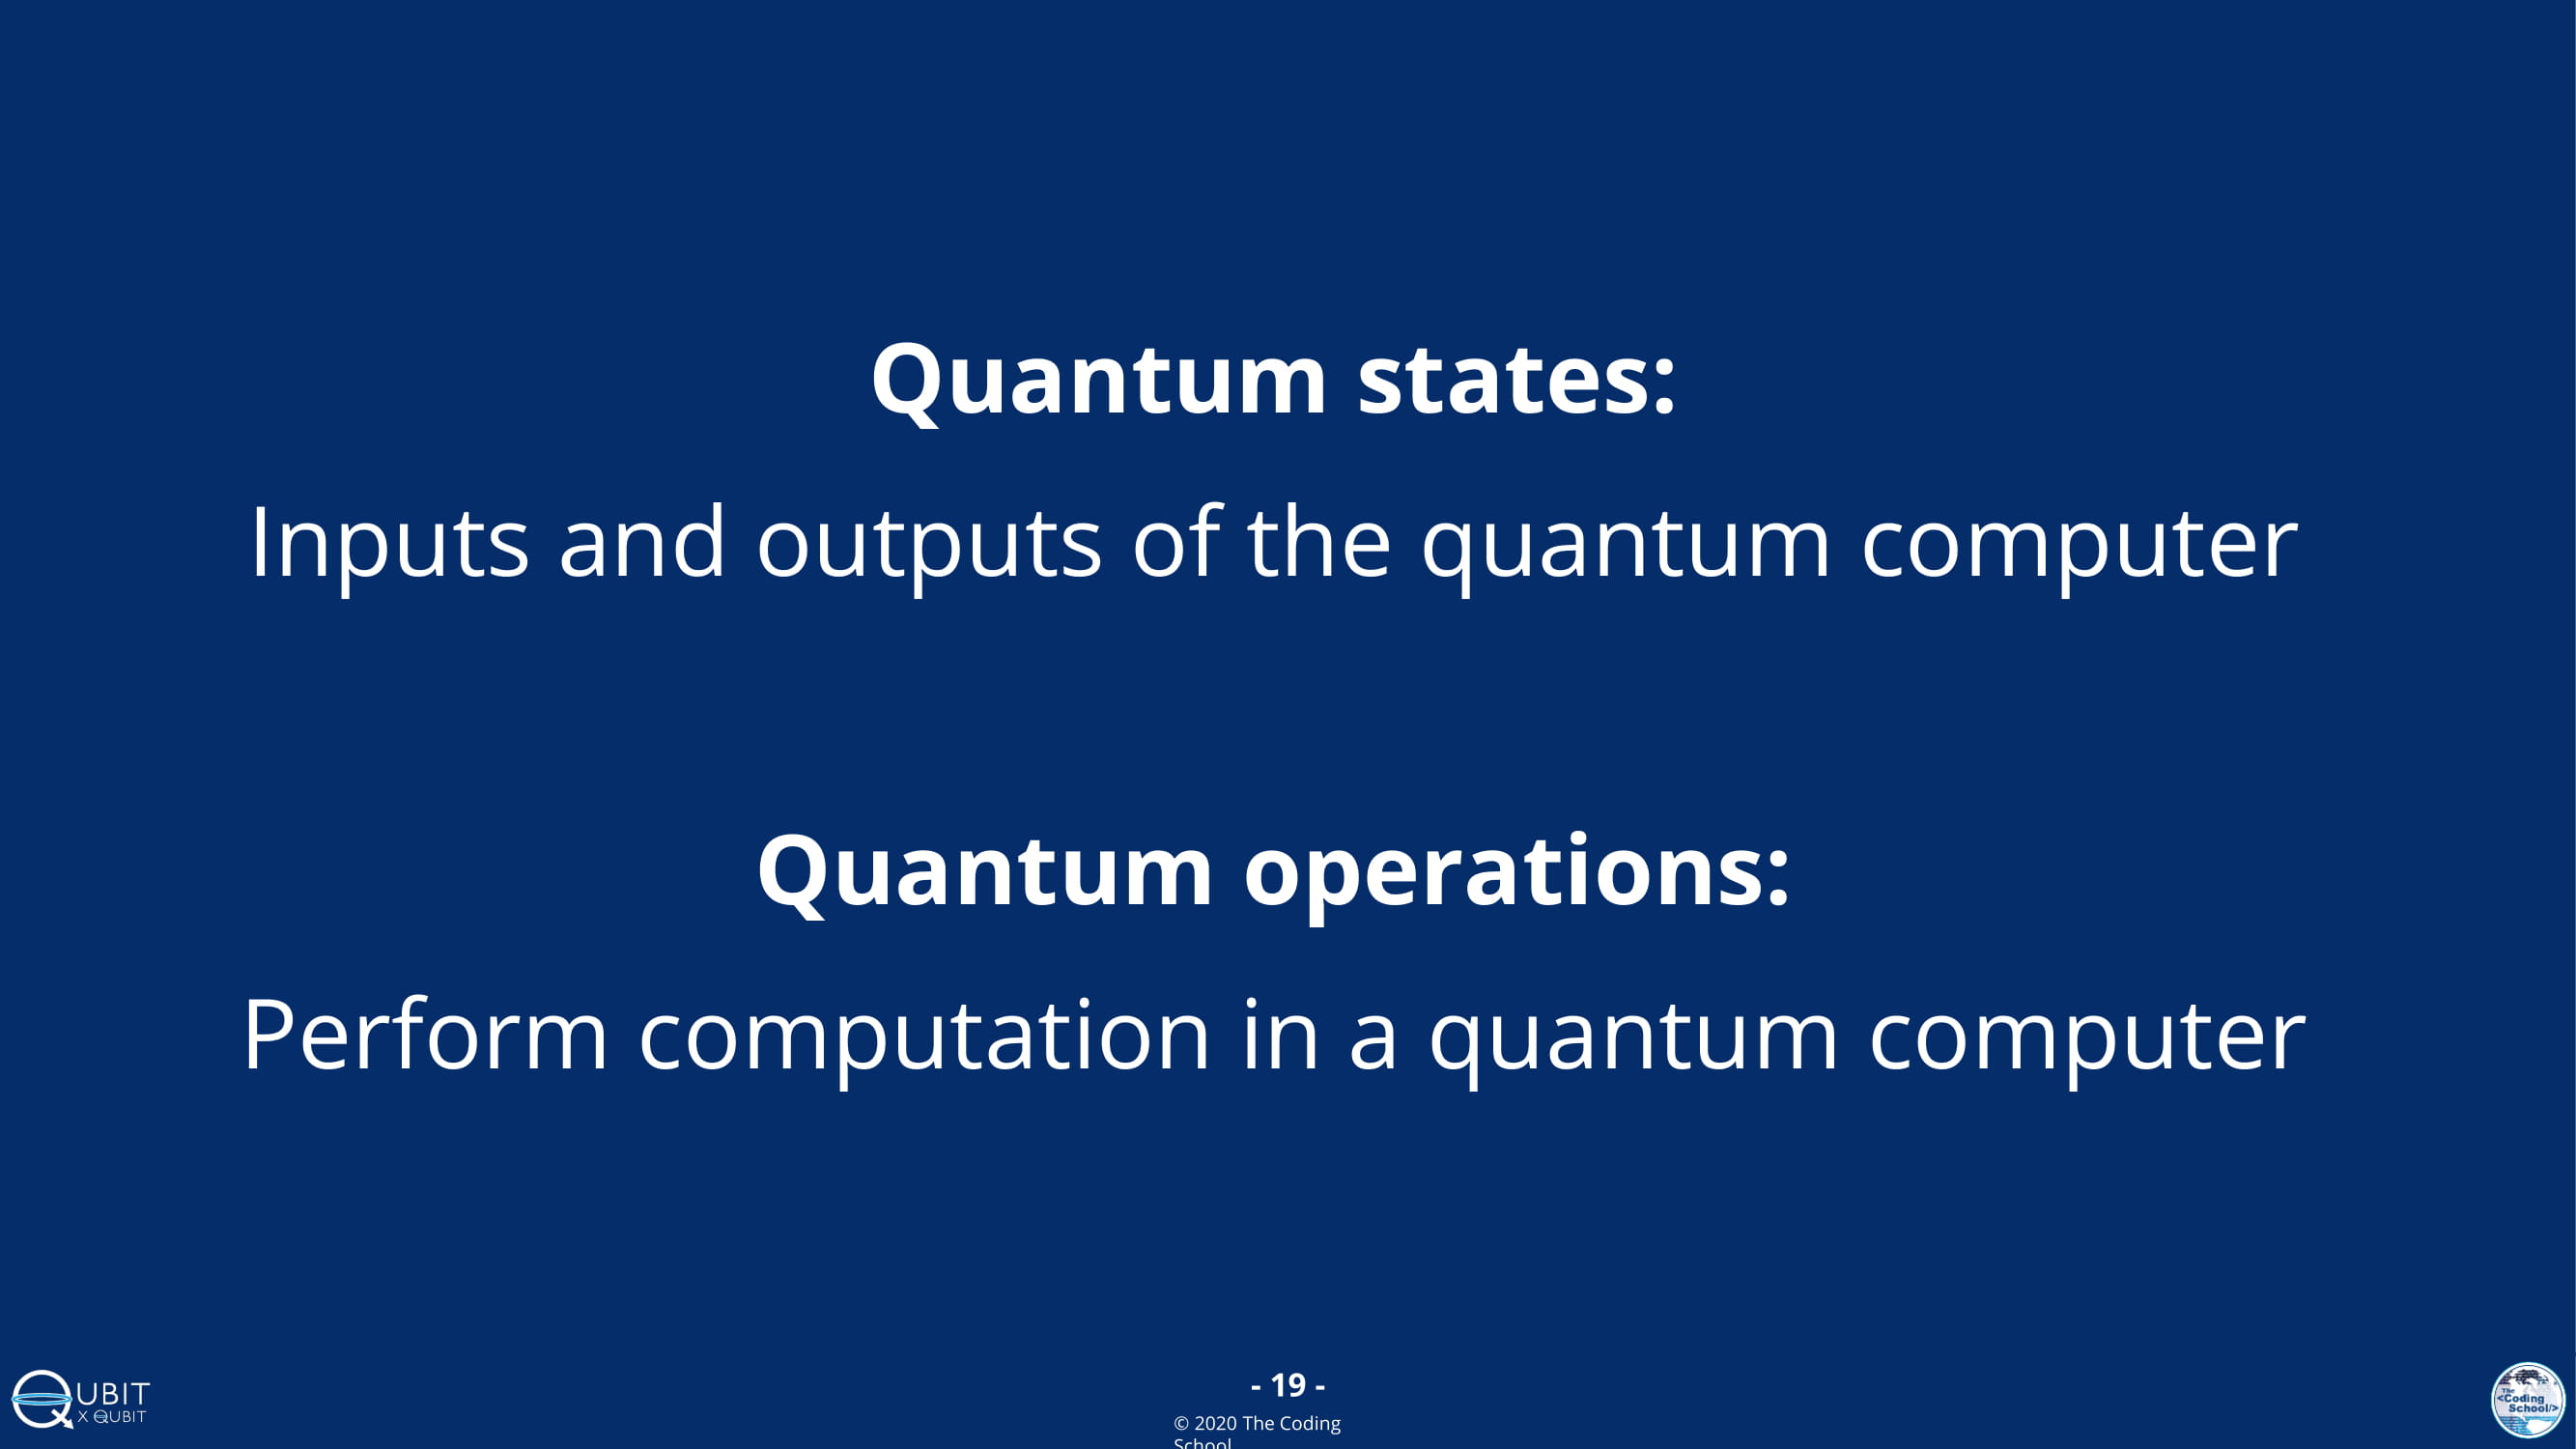 Quantum states:
Inputs and outputs of the quantum computer
Quantum operations:
Perform computation in a quantum computer
QUBIT
X QUBIT
- 19 -
© 2020 The Coding
School
The
<Coding
School/>